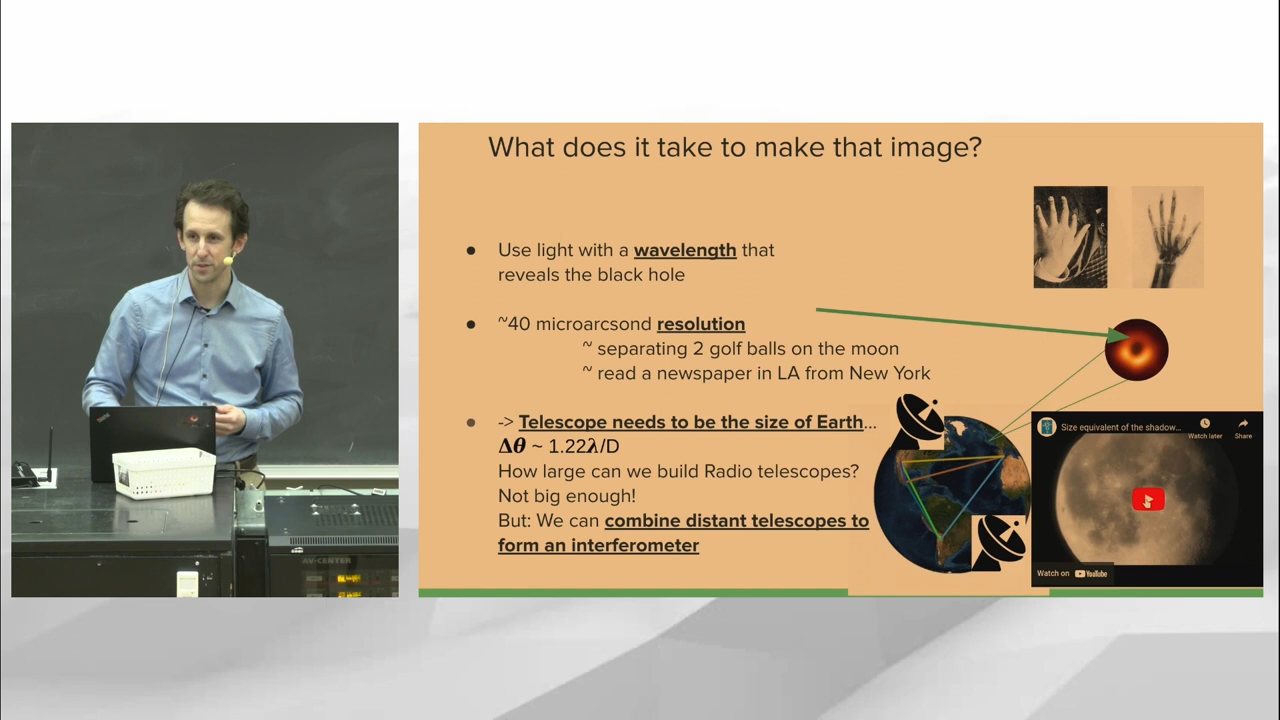 What does it take to make that image?
● Use light with a wavelength that
reveals the black hole
● ~40 microarcsond resolution
~ separating 2 golf balls on the moon
~ read a newspaper in LA from New York
● -> Telescope needs to be the size of Earth...
Δθ ~ 1.22λ/D
How large can we build Radio telescopes?
Not big enough!
But: We can combine distant telescopes to
form an interferometer
Size equivalent of the shadow...
Watch later
Share
Watch on YouTube
AV-CENTER